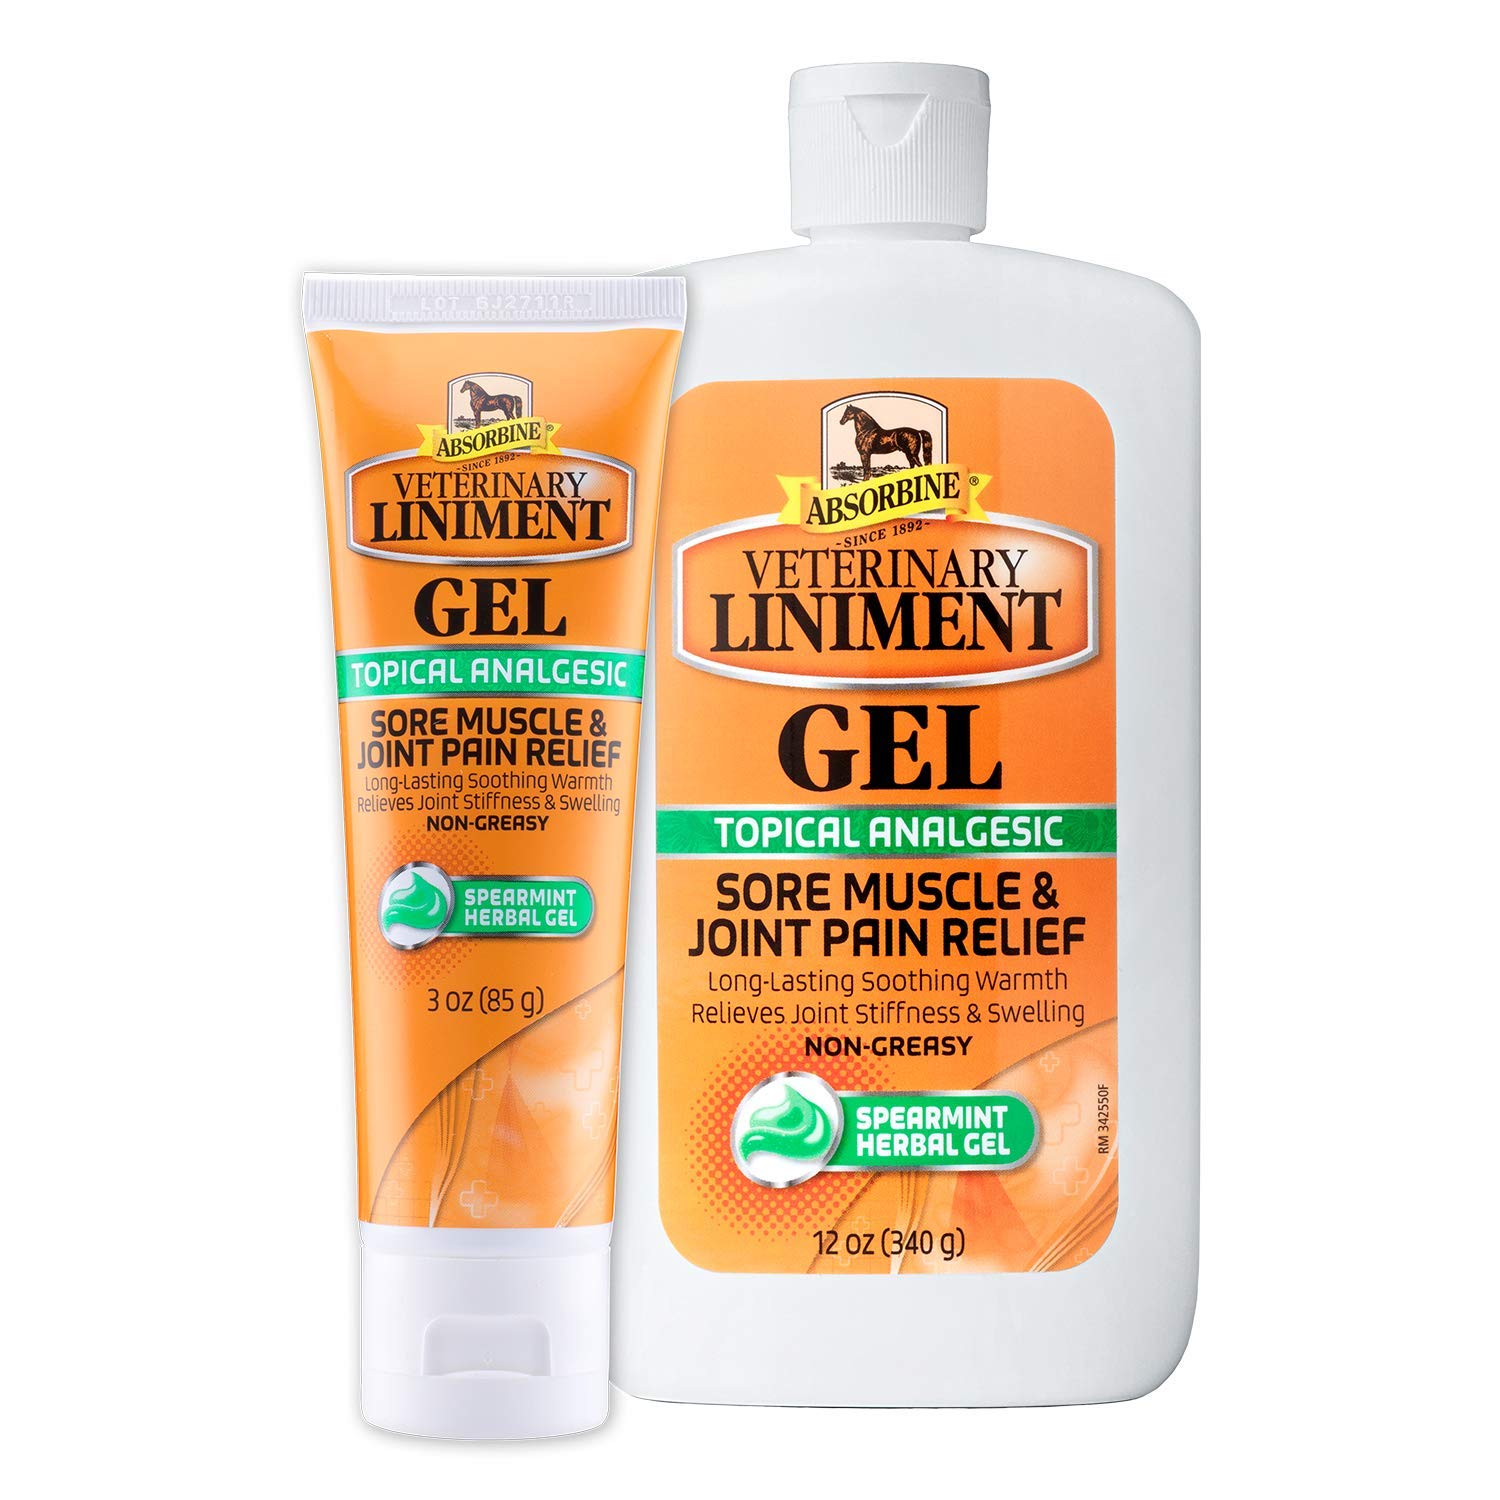 LOT 6J2711R
ABSORBINE®
-SINCE 1892-
VETERINARY
LINIMENT
GEL
TOPICAL ANALGESIC
SORE MUSCLE &
JOINT PAIN RELIEF
Long-Lasting Soothing Warmth
Relieves Joint Stiffness & Swelling
NON-GREASY
SPEARMINT
HERBAL GEL
3 oz (85 g)
ABSORBINE®
-SINCE 1892-
VETERINARY
LINIMENT
GEL
TOPICAL ANALGESIC
SORE MUSCLE &
JOINT PAIN RELIEF
Long-Lasting Soothing Warmth
Relieves Joint Stiffness & Swelling
NON-GREASY
SPEARMINT
HERBAL GEL
RM 342550F
12 oz (340 g)